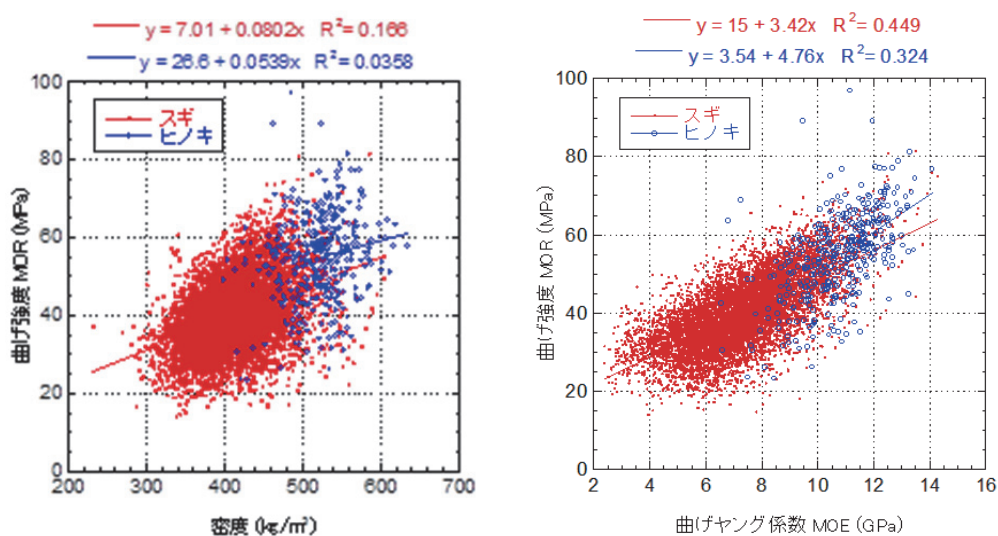 y = 7.01 + 0.0802x R²= 0.166
y = 26.6 + 0.0539x R²= 0.0358
100
80
60
40
20
0
スギ
ヒノキ
曲げ強度 MOR (MPa)
200 300 400 500 600 700
密度 (kg/㎥)
y = 15 + 3.42x R²= 0.449
y = 3.54 + 4.76x R²= 0.324
100
80
60
40
20
0
スギ
ヒノキ
曲げ強度 MOR (MPa)
2 4 6 8 10 12 14 16
曲げヤング係数 MOE (GPa)